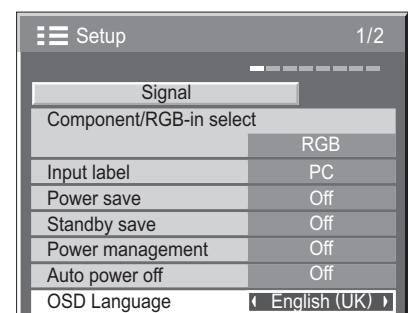 Setup 1/2
Signal
Component/RGB-in select
RGB
Input label PC
Power save Off
Standby save Off
Power management Off
Auto power off Off
OSD Language English (UK)